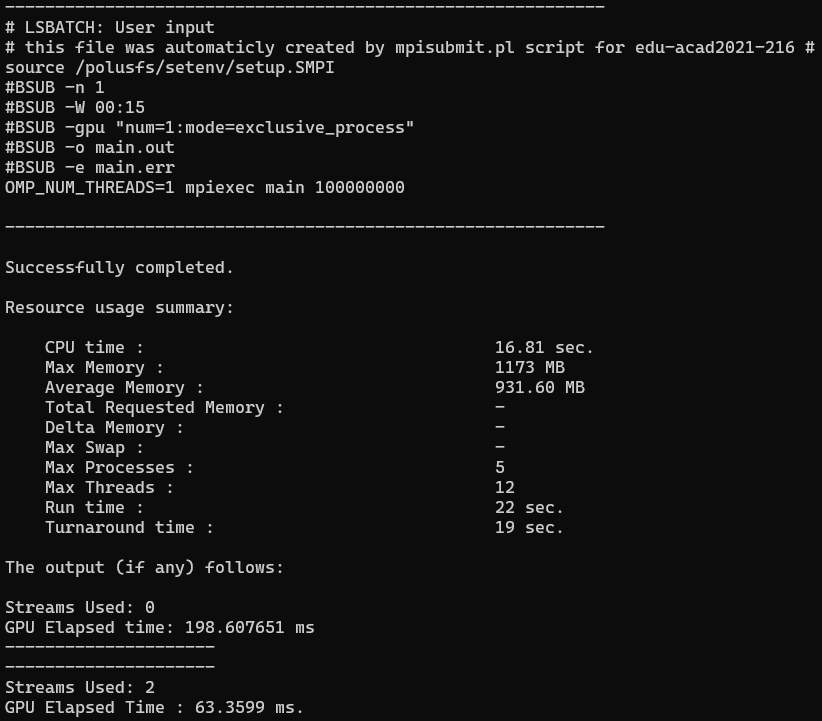 ------------------------------------------------------------
# LSBATCH: User input
# this file was automaticly created by mpisubmit.pl script for edu-acad2021-216 #
source /polusfs/setenv/setup.SMPI
#BSUB -n 1
#BSUB -W 00:15
#BSUB -gpu "num=1:mode=exclusive_process"
#BSUB -o main.out
#BSUB -e main.err
OMP_NUM_THREADS=1 mpiexec main 100000000
------------------------------------------------------------
Successfully completed.
Resource usage summary:
CPU time : 16.81 sec.
Max Memory : 1173 MB
Average Memory : 931.60 MB
Total Requested Memory : -
Delta Memory : -
Max Swap : -
Max Processes : 5
Max Threads : 12
Run time : 22 sec.
Turnaround time : 19 sec.
The output (if any) follows:
Streams Used: 0
GPU Elapsed time: 198.607651 ms
---------------------
---------------------
Streams Used: 2
GPU Elapsed Time : 63.3599 ms.